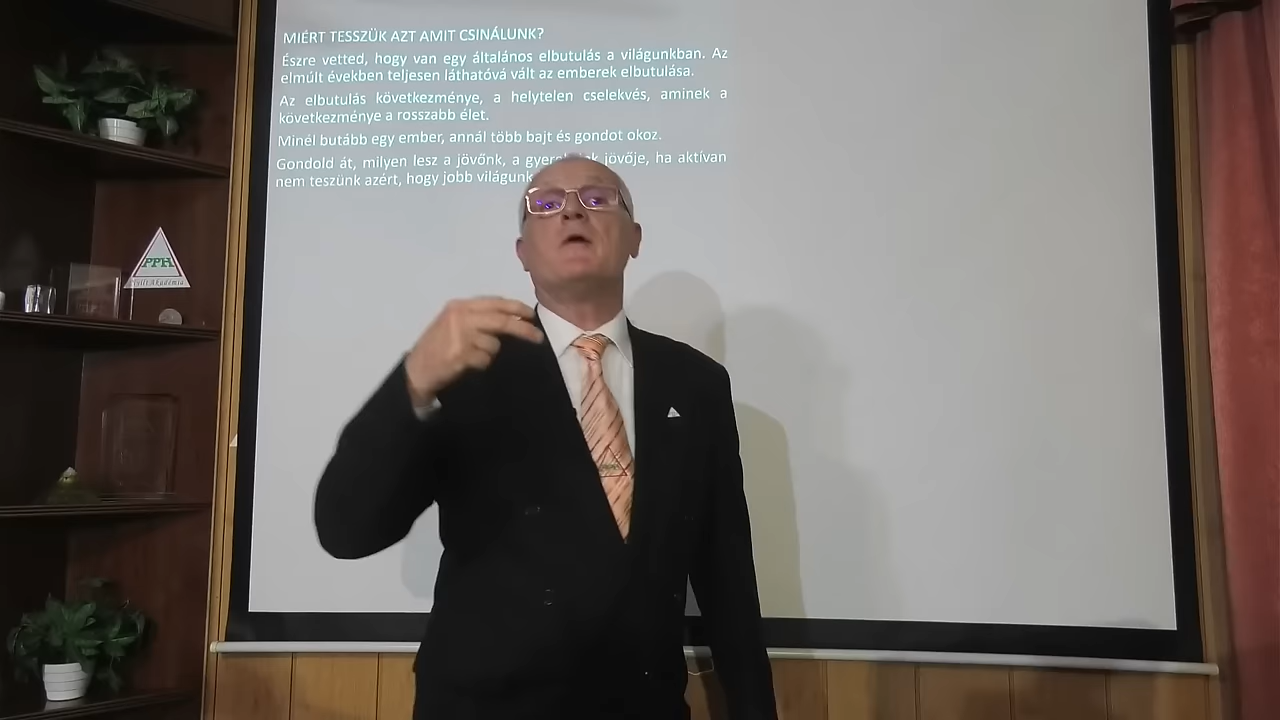 MIÉRT TESSZÜK AZT AMIT CSINÁLUNK?
Észre vetted, hogy van egy általános elbutulás a világunkban. Az
elmúlt években teljesen láthatóvá vált az emberek elbutulása.
Az elbutulás következménye, a helytelen cselekvés, aminek a
következménye a rosszabb élet.
Minél butább egy ember, annál több bajt és gondot okoz.
Gondold át, milyen lesz a jövőnk, a jövője, ha aktívan
nem teszünk azért, hogy jobb világunk
PPH
PPH